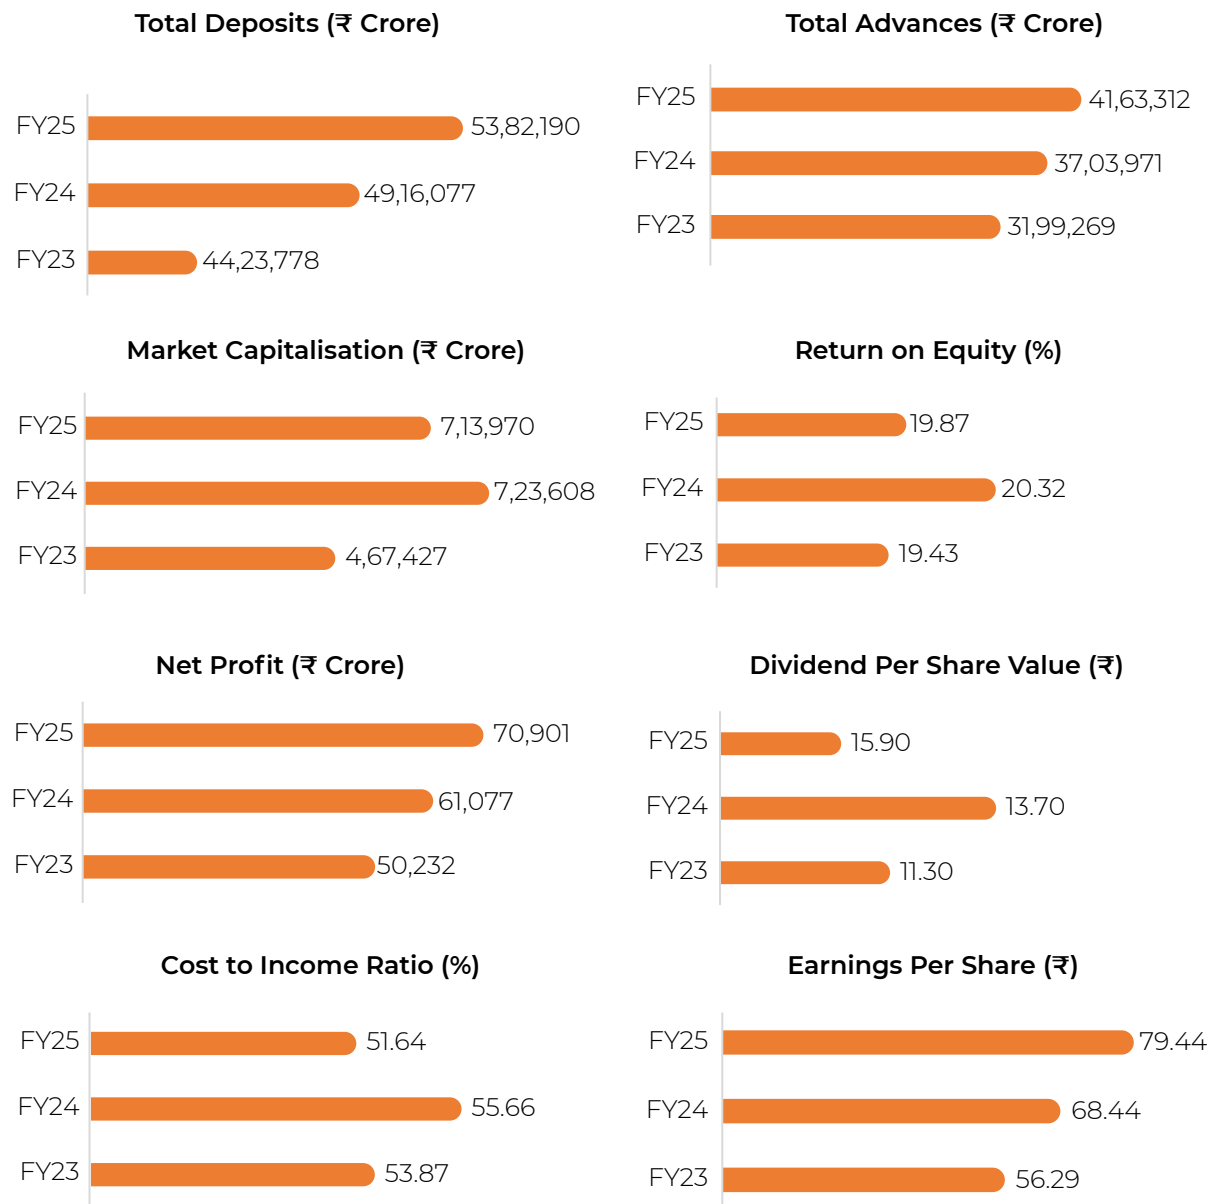 Total Deposits (₹ Crore)
FY25 53,82,190
FY24 49,16,077
FY23 44,23,778
Total Advances (₹ Crore)
FY25 41,63,312
FY24 37,03,971
FY23 31,99,269
Market Capitalisation (₹ Crore)
FY25 7,13,970
FY24 7,23,608
FY23 4,67,427
Return on Equity (%)
FY25 19.87
FY24 20.32
FY23 19.43
Net Profit (₹ Crore)
FY25 70,901
FY24 61,077
FY23 50,232
Dividend Per Share Value (₹)
FY25 15.90
FY24 13.70
FY23 11.30
Cost to Income Ratio (%)
FY25 51.64
FY24 55.66
FY23 53.87
Earnings Per Share (₹)
FY25 79.44
FY24 68.44
FY23 56.29